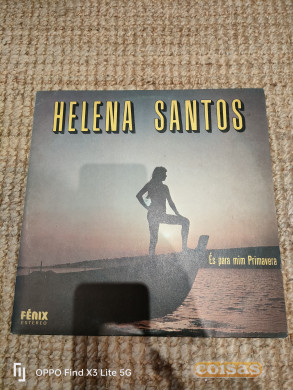 HELENA SANTOS
És para mim Primavera
FÉNIX
ESTÉREO
coisas
OPPO Find X3 Lite 5G